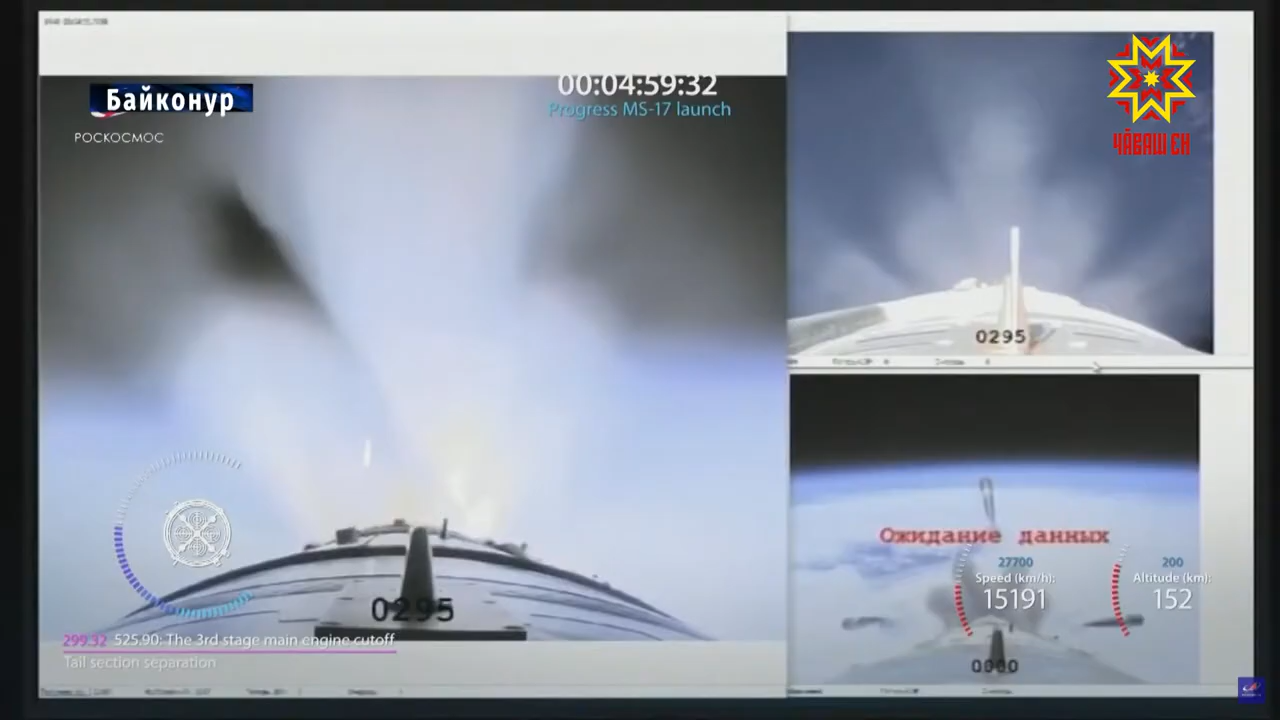 Байконур
РОСКОСМОС
00:04:59:32
Progress MS-17 launch
ЧӐВАШ ЕН
0295
0295
Ожидание данных
27700
Speed (km/h):
15191
200
Altitude (km):
152
0000
299.32 525.90: The 3rd stage main engine cutoff
Tail section separation